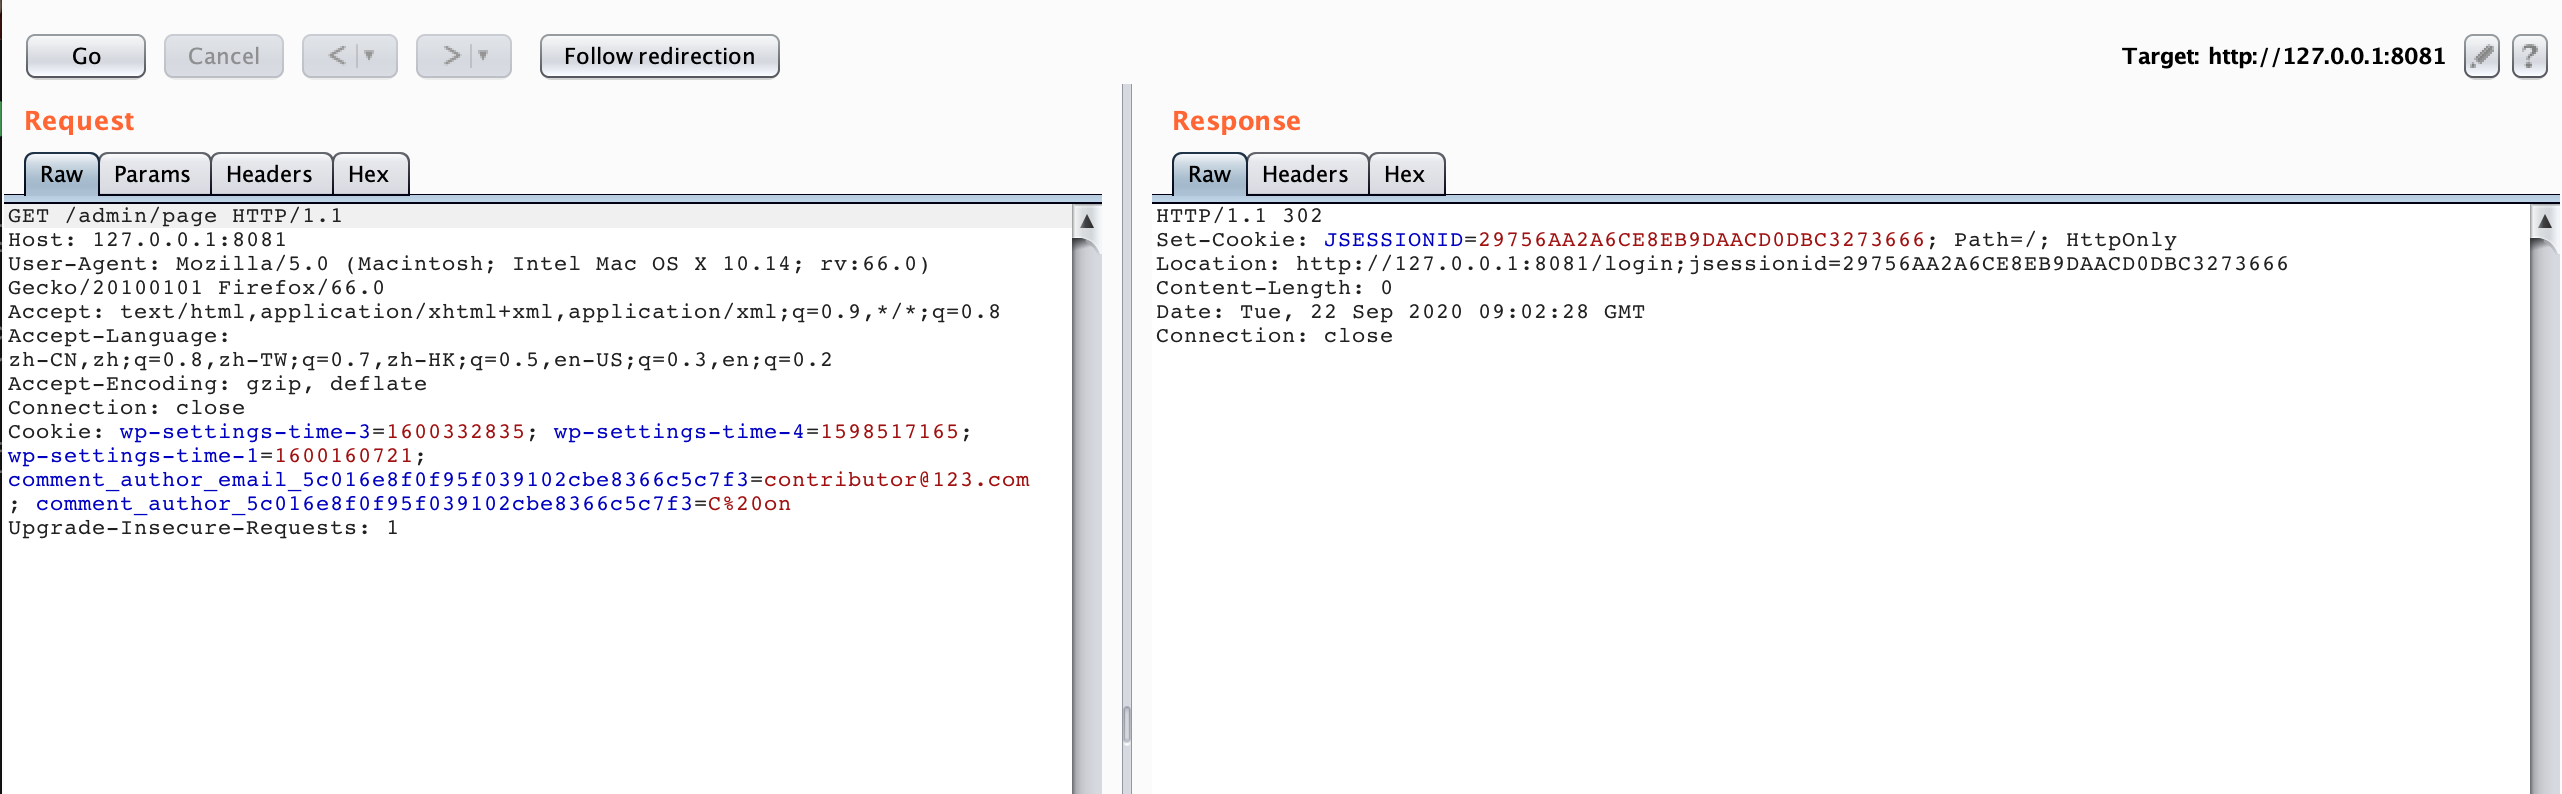 Go
Cancel
<
>
Follow redirection
Target: http://127.0.0.1:8081
?
Request
Raw
Params
Headers
Hex
GET /admin/page HTTP/1.1
Host: 127.0.0.1:8081
User-Agent: Mozilla/5.0 (Macintosh; Intel Mac OS X 10.14; rv:66.0)
Gecko/20100101 Firefox/66.0
Accept: text/html,application/xhtml+xml,application/xml;q=0.9,*/*;q=0.8
Accept-Language:
zh-CN,zh;q=0.8,zh-TW;q=0.7,zh-HK;q=0.5,en-US;q=0.3,en;q=0.2
Accept-Encoding: gzip, deflate
Connection: close
Cookie: wp-settings-time-3=1600332835; wp-settings-time-4=1598517165;
wp-settings-time-1=1600160721;
comment_author_email_5c016e8f0f95f039102cbe8366c5c7f3=contributor@123.com
; comment_author_5c016e8f0f95f039102cbe8366c5c7f3=C%20on
Upgrade-Insecure-Requests: 1
Response
Raw
Headers
Hex
HTTP/1.1 302
Set-Cookie: JSESSIONID=29756AA2A6CE8EB9DAACD0DBC3273666; Path=/; HttpOnly
Location: http://127.0.0.1:8081/login;jsessionid=29756AA2A6CE8EB9DAACD0DBC3273666
Content-Length: 0
Date: Tue, 22 Sep 2020 09:02:28 GMT
Connection: close